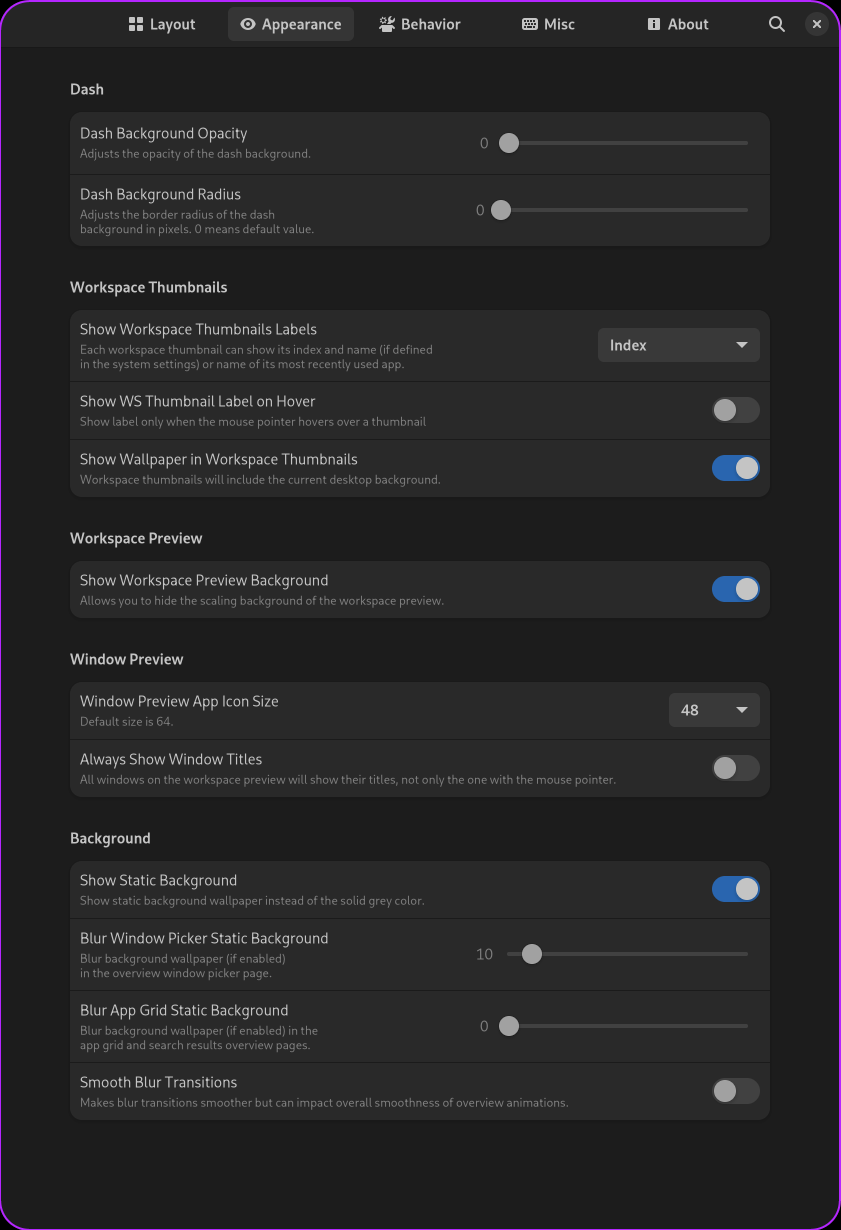 Layout Appearance Behavior Misc About
Dash
Dash Background Opacity
Adjusts the opacity of the dash background.
0
Dash Background Radius
Adjusts the border radius of the dash
background in pixels. 0 means default value.
0
Workspace Thumbnails
Show Workspace Thumbnails Labels
Each workspace thumbnail can show its index and name (if defined
in the system settings) or name of its most recently used app.
Index
Show WS Thumbnail Label on Hover
Show label only when the mouse pointer hovers over a thumbnail
Show Wallpaper in Workspace Thumbnails
Workspace thumbnails will include the current desktop background.
Workspace Preview
Show Workspace Preview Background
Allows you to hide the scaling background of the workspace preview.
Window Preview
Window Preview App Icon Size
Default size is 64.
48
Always Show Window Titles
All windows on the workspace preview will show their titles, not only the one with the mouse pointer.
Background
Show Static Background
Show static background wallpaper instead of the solid grey color.
Blur Window Picker Static Background
Blur background wallpaper (if enabled)
in the overview window picker page.
10
Blur App Grid Static Background
Blur background wallpaper (if enabled) in the
app grid and search results overview pages.
0
Smooth Blur Transitions
Makes blur transitions smoother but can impact overall smoothness of overview animations.